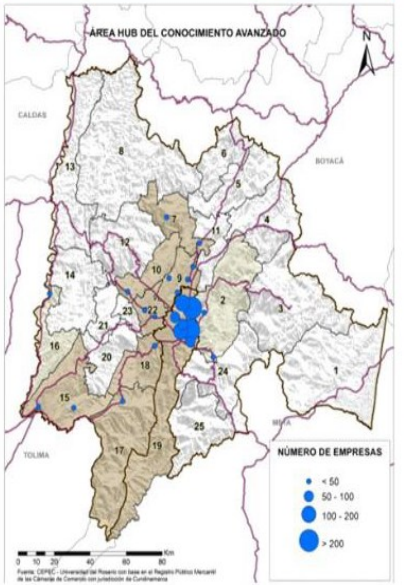 ÁREA HUB DEL CONOCIMIENTO AVANZADO
N
CALDAS
BOYACÁ
6
8
5
13
4
7
11
12
10
9
14
2
3
23
22
21
16
20
18
24
1
15
25
META
17
19
TOLIMA
NÚMERO DE EMPRESAS
< 50
50 - 100
100 - 200
> 200
0 20 40 60 80 Km
Fuente: CEPEC - Universidad del Rosario con base en el Registro Público Mercantil
de las Cámaras de Comercio con jurisdicción de Cundinamarca